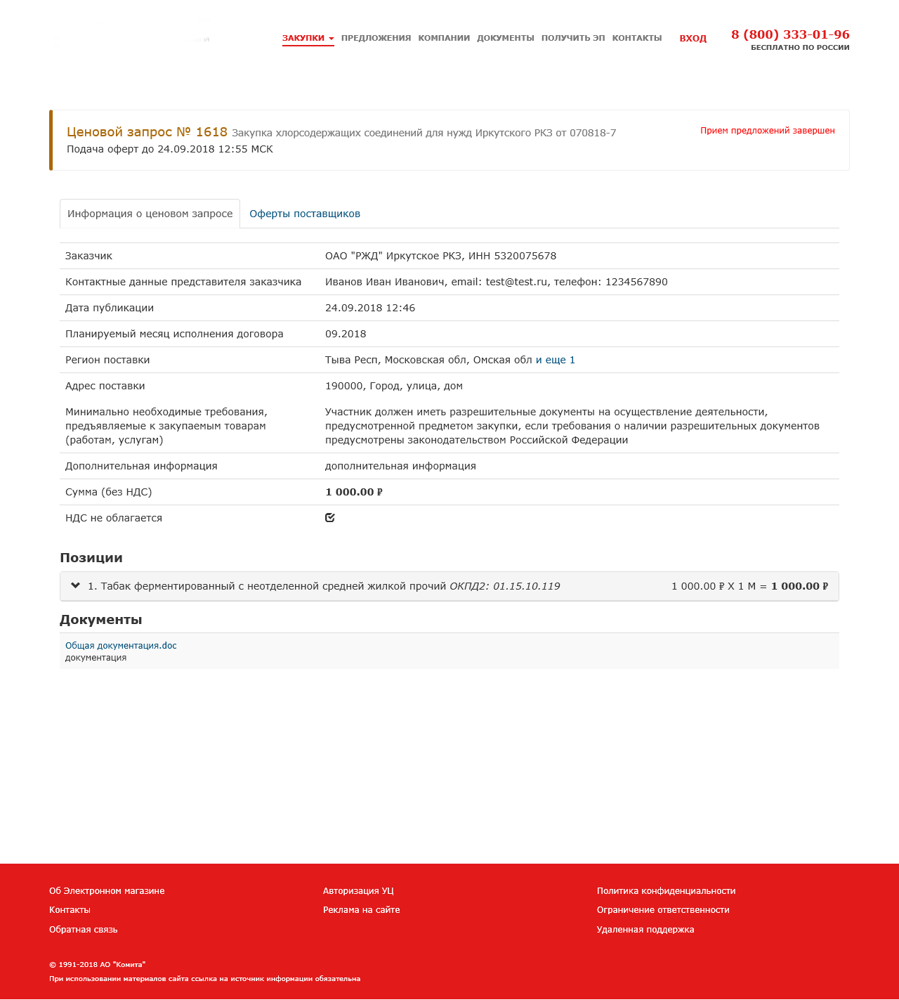 ЗАКУПКИ ПРЕДЛОЖЕНИЯ КОМПАНИИ ДОКУМЕНТЫ ПОЛУЧИТЬ ЭП КОНТАКТЫ ВХОД 8 (800) 333-01-96
БЕСПЛАТНО ПО РОССИИ
Ценовой запрос № 1618 Закупка хлорсодержащих соединений для нужд Иркутского РКЗ от 070818-7 Прием предложений завершен
Подача оферт до 24.09.2018 12:55 МСК
Информация о ценовом запросе Оферты поставщиков
Заказчик ОАО "РЖД" Иркутское РКЗ, ИНН 5320075678
Контактные данные представителя заказчика Иванов Иван Иванович, email: test@test.ru, телефон: 1234567890
Дата публикации 24.09.2018 12:46
Планируемый месяц исполнения договора 09.2018
Регион поставки Тыва Респ, Московская обл, Омская обл и еще 1
Адрес поставки 190000, Город, улица, дом
Минимально необходимые требования, Участник должен иметь разрешительные документы на осуществление деятельности,
предъявляемые к закупаемым товарам предусмотренной предметом закупки, если требования о наличии разрешительных документов
(работам, услугам) предусмотрены законодательством Российской Федерации
Дополнительная информация дополнительная информация
Сумма (без НДС) 1 000.00 ₽
НДС не облагается
Позиции
1. Табак ферментированный с неотделенной средней жилкой прочий ОКПД2: 01.15.10.119 1 000.00 ₽ X 1 М = 1 000.00 ₽
Документы
Общая документация.doc
документация
Об Электронном магазине Авторизация УЦ Политика конфиденциальности
Контакты Реклама на сайте Ограничение ответственности
Обратная связь Удаленная поддержка
© 1991-2018 АО "Комита"
При использовании материалов сайта ссылка на источник информации обязательна